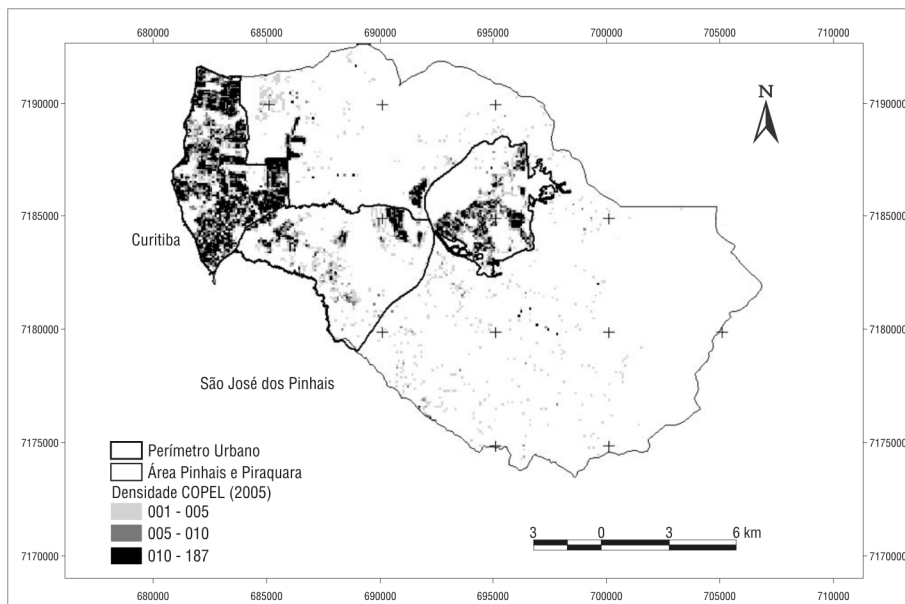 680000 685000 690000 695000 700000 705000 710000
N
7190000 7190000
7185000 7185000
Curitiba
7180000 7180000
São José dos Pinhais
7175000 7175000
Perímetro Urbano
Área Pinhais e Piraquara
Densidade COPEL (2005)
001 - 005
005 - 010
010 - 187
3 0 3 6 km
7170000 7170000
680000 685000 690000 695000 700000 705000 710000